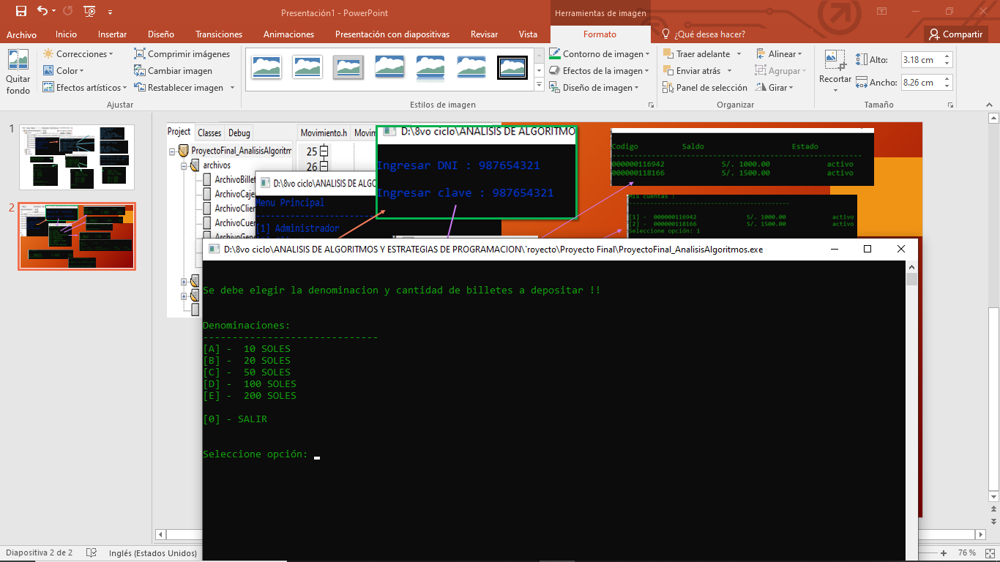 Presentación1 - PowerPoint
Herramientas de imagen
Archivo
Inicio
Insertar
Diseño
Transiciones
Animaciones
Presentación con diapositivas
Revisar
Vista
Formato
¿Qué desea hacer?
Compartir
Quitar
fondo
Correcciones
Color
Efectos artísticos
Comprimir imágenes
Cambiar imagen
Restablecer imagen
Ajustar
Contorno de imagen
Efectos de la imagen
Diseño de imagen
Estilos de imagen
Traer adelante
Enviar atrás
Panel de selección
Alinear
Agrupar
Girar
Organizar
Recortar
Alto:
3.18 cm
Ancho:
8.26 cm
Tamaño
1
2
Project
Classes
Debug
Movimiento.h
Movim
ProyectoFinal_AnalisisAlgoritm
archivos
ArchivoBillet
ArchivoCaje
ArchivoClien
ArchivoCuen
ArchivoGene
25
26
D:\8vo ciclo\ANALISIS DE ALGO
Menu Principal
[1] Administrador
D:\8vo ciclo\ANALISIS DE ALGORITMO
Ingresar DNI : 987654321
Ingresar clave : 987654321
Codigo Saldo Estado
-----------------------------------------------
000000116942 S/. 1000.00 activo
000000118166 S/. 1500.00 activo
Mis cuentas :
-----------------------------------------------
[1] - 000000116942 S/. 1000.00 activo
[2] - 000000118166 S/. 1500.00 activo
Seleccione opción: 1
D:\8vo ciclo\ANALISIS DE ALGORITMOS Y ESTRATEGIAS DE PROGRAMACION\`royecto\Proyecto Final\ProyectoFinal_AnalisisAlgoritmos.exe
Se debe elegir la denominacion y cantidad de billetes a depositar !!
Denominaciones:
------------------------------
[A] - 10 SOLES
[B] - 20 SOLES
[C] - 50 SOLES
[D] - 100 SOLES
[E] - 200 SOLES
[0] - SALIR
Seleccione opción:
Diapositiva 2 de 2
Inglés (Estados Unidos)
76 %